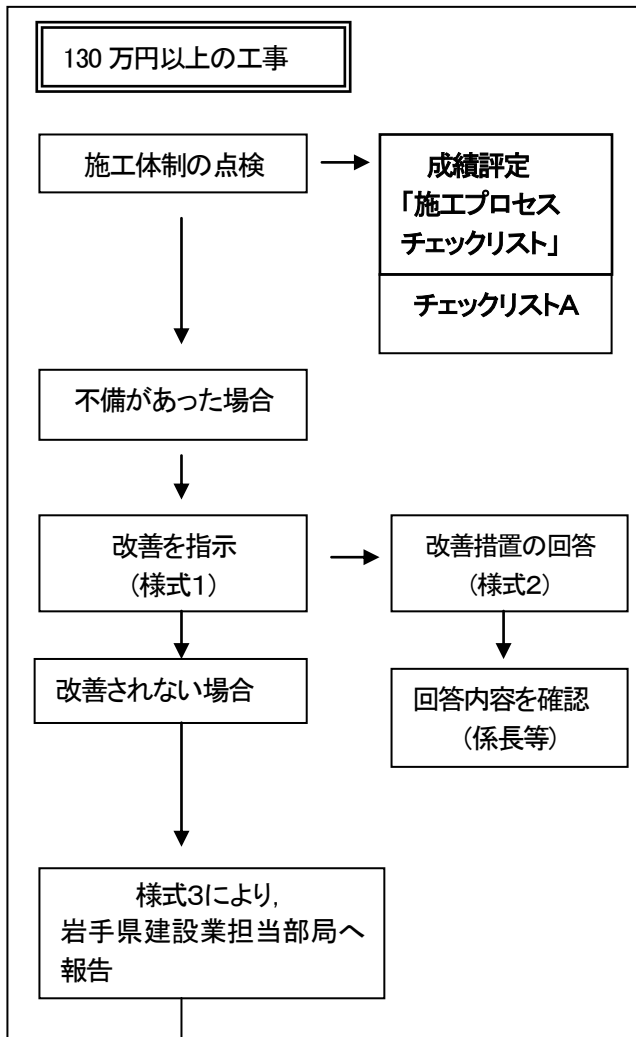 130 万円以上の工事
施工体制の点検
成績評定
「施工プロセス
チェックリスト」
チェックリストA
不備があった場合
改善を指示
(様式1)
改善措置の回答
(様式2)
改善されない場合
回答内容を確認
(係長等)
様式3により,
岩手県建設業担当部局へ
報告